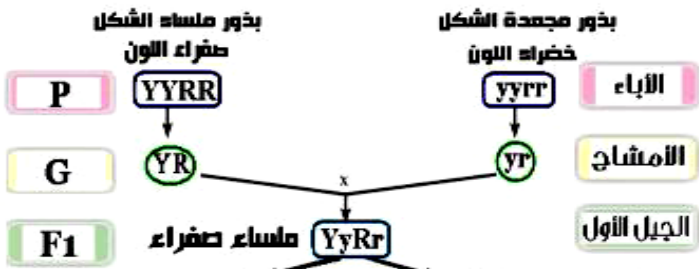 بذور ملساء الشكل
صفراء اللون
بذور مجعدة الشكل
خضراء اللون
P
YYRR
yyrr
الأباء
G
YR
yr
الأمشاج
x
F1
ملساء صفراء
YyRr
الجيل الأول